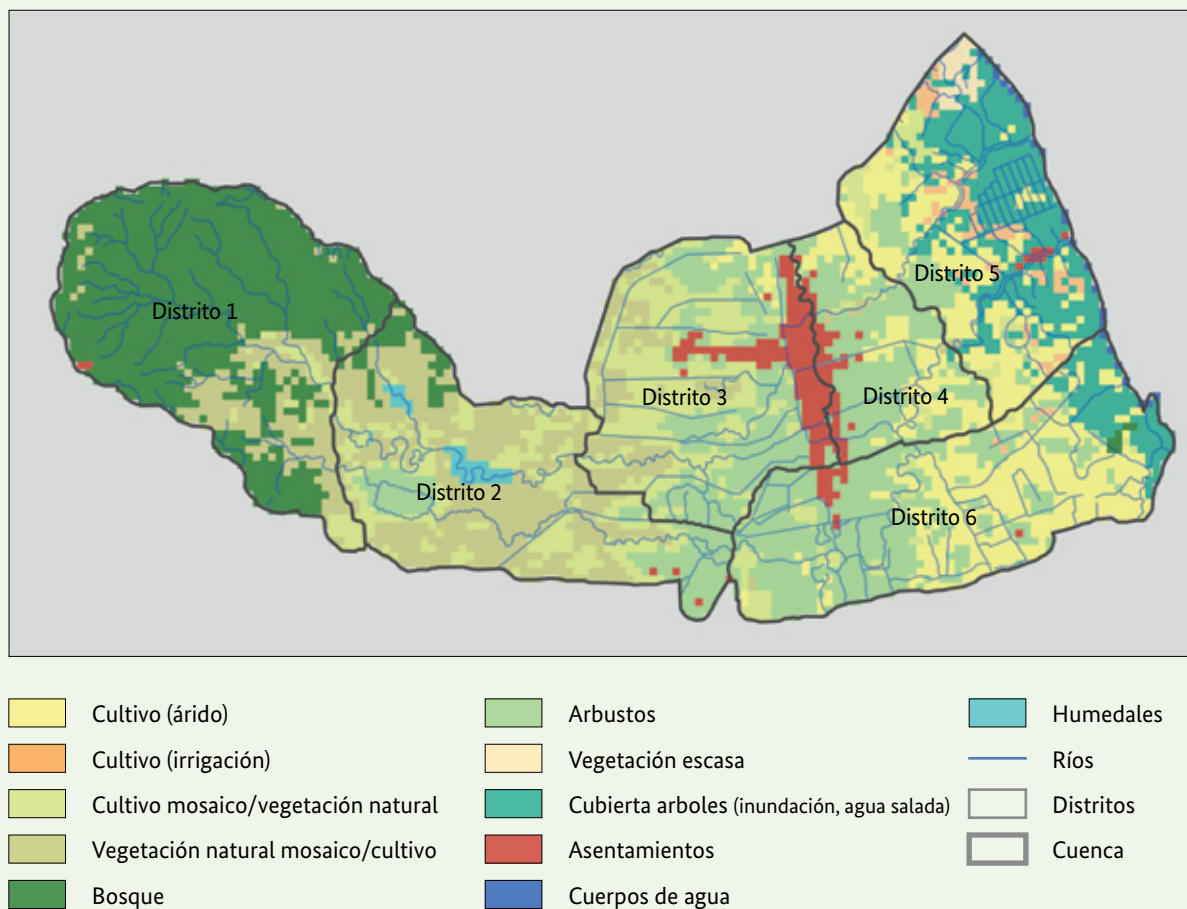 Distrito 1
Distrito 2
Distrito 3
Distrito 4
Distrito 5
Distrito 6
Cultivo (árido)
Cultivo (irrigación)
Cultivo mosaico/vegetación natural
Vegetación natural mosaico/cultivo
Bosque
Arbustos
Vegetación escasa
Cubierta arboles (inundación, agua salada)
Asentamientos
Cuerpos de agua
Humedales
Ríos
Distritos
Cuenca